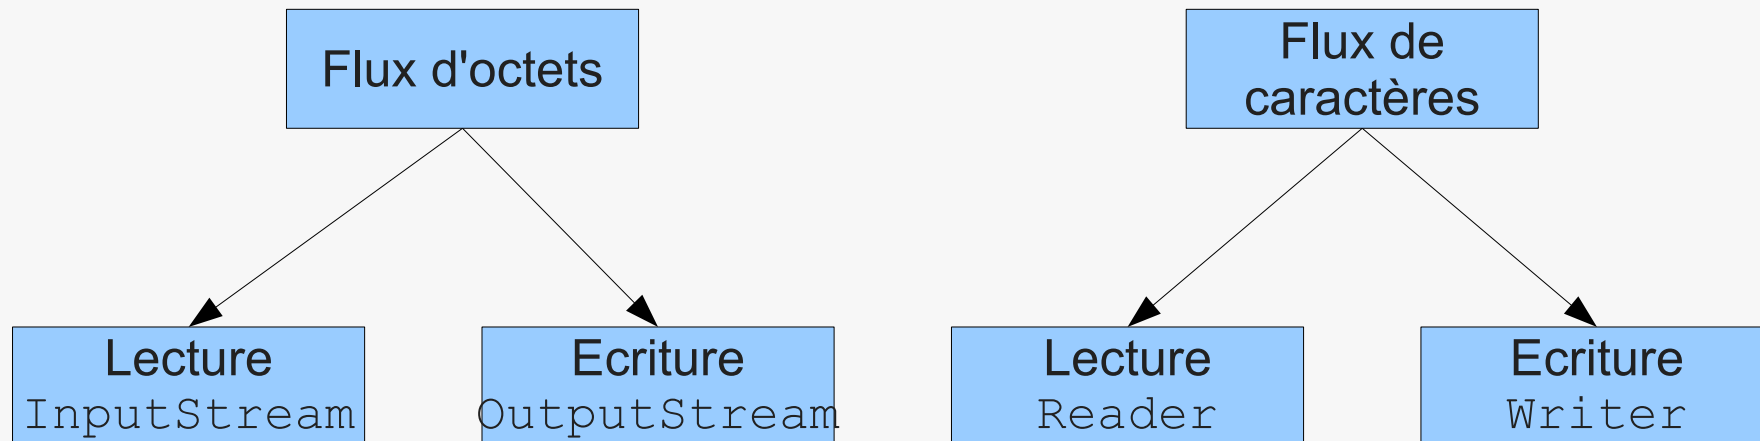 Flux d'octets
Flux de
caractères
Lecture
InputStream
Ecriture
OutputStream
Lecture
Reader
Ecriture
Writer